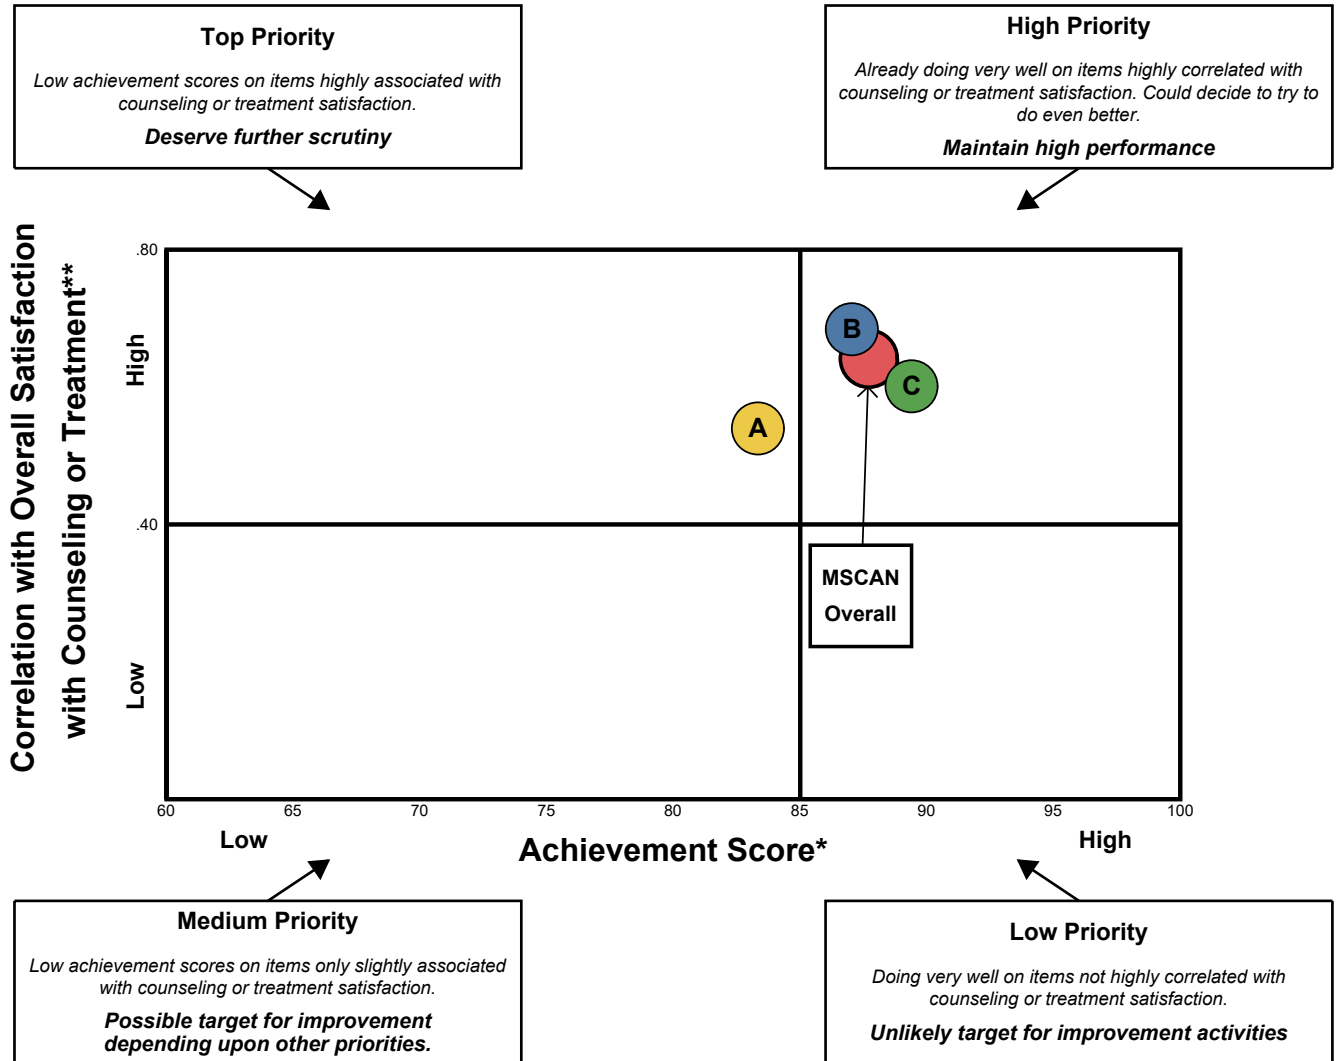 Top Priority
Low achievement scores on items highly associated with
counseling or treatment satisfaction.
Deserve further scrutiny
High Priority
Already doing very well on items highly correlated with
counseling or treatment satisfaction. Could decide to try to
do even better.
Maintain high performance
Correlation with Overall Satisfaction
with Counseling or Treatment**
High
Low
.80
.40
A
B
C
MSCAN
Overall
60
65
70
75
80
85
90
95
100
Low
Achievement Score*
High
Medium Priority
Low achievement scores on items only slightly associated
with counseling or treatment satisfaction.
Possible target for improvement
depending upon other priorities.
Low Priority
Doing very well on items not highly correlated with
counseling or treatment satisfaction.
Unlikely target for improvement activities